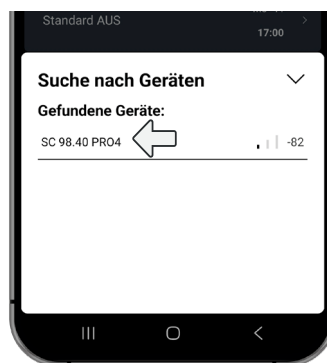 Standard AUS
17:00
Suche nach Geräten
Gefundene Geräte:
SC 98.40 PRO4 -82